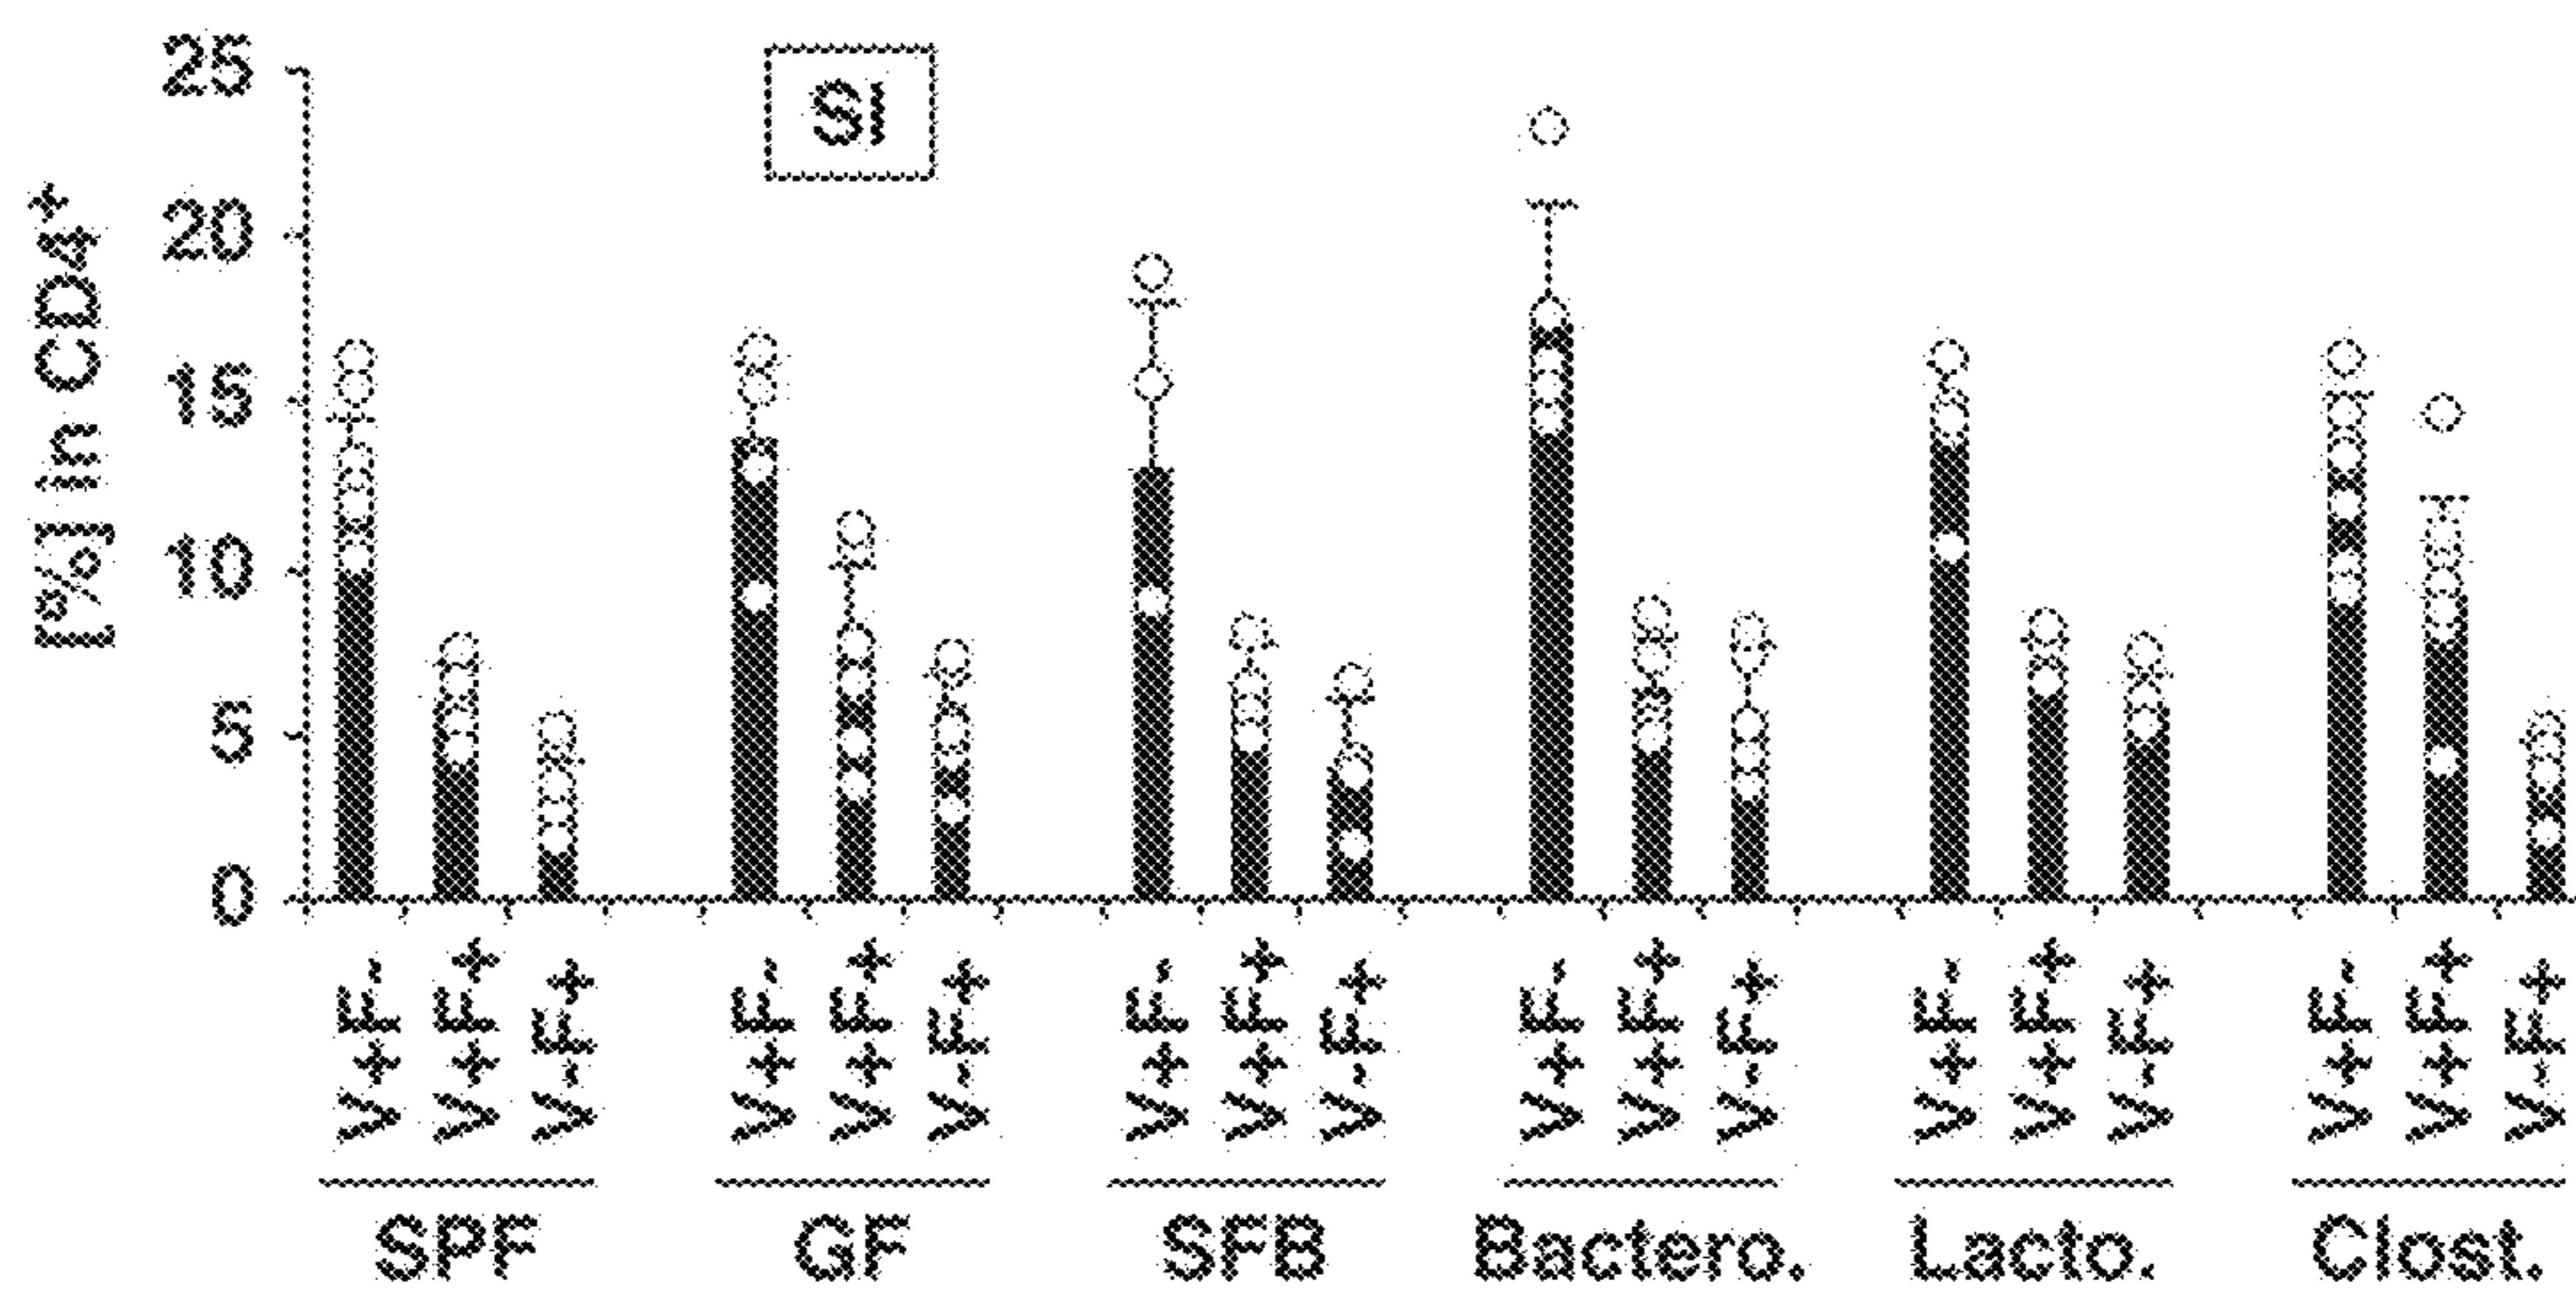 SI
[%] in CD4⁺
25
20
15
10
5
0
V+F-
V+F+
V-F+
V+F-
V+F+
V-F+
V+F-
V+F+
V-F+
V+F-
V+F+
V-F+
V+F-
V+F+
V-F+
V+F-
V+F+
V-F+
SPF GF SFB Bactero. Lacto. Clost.